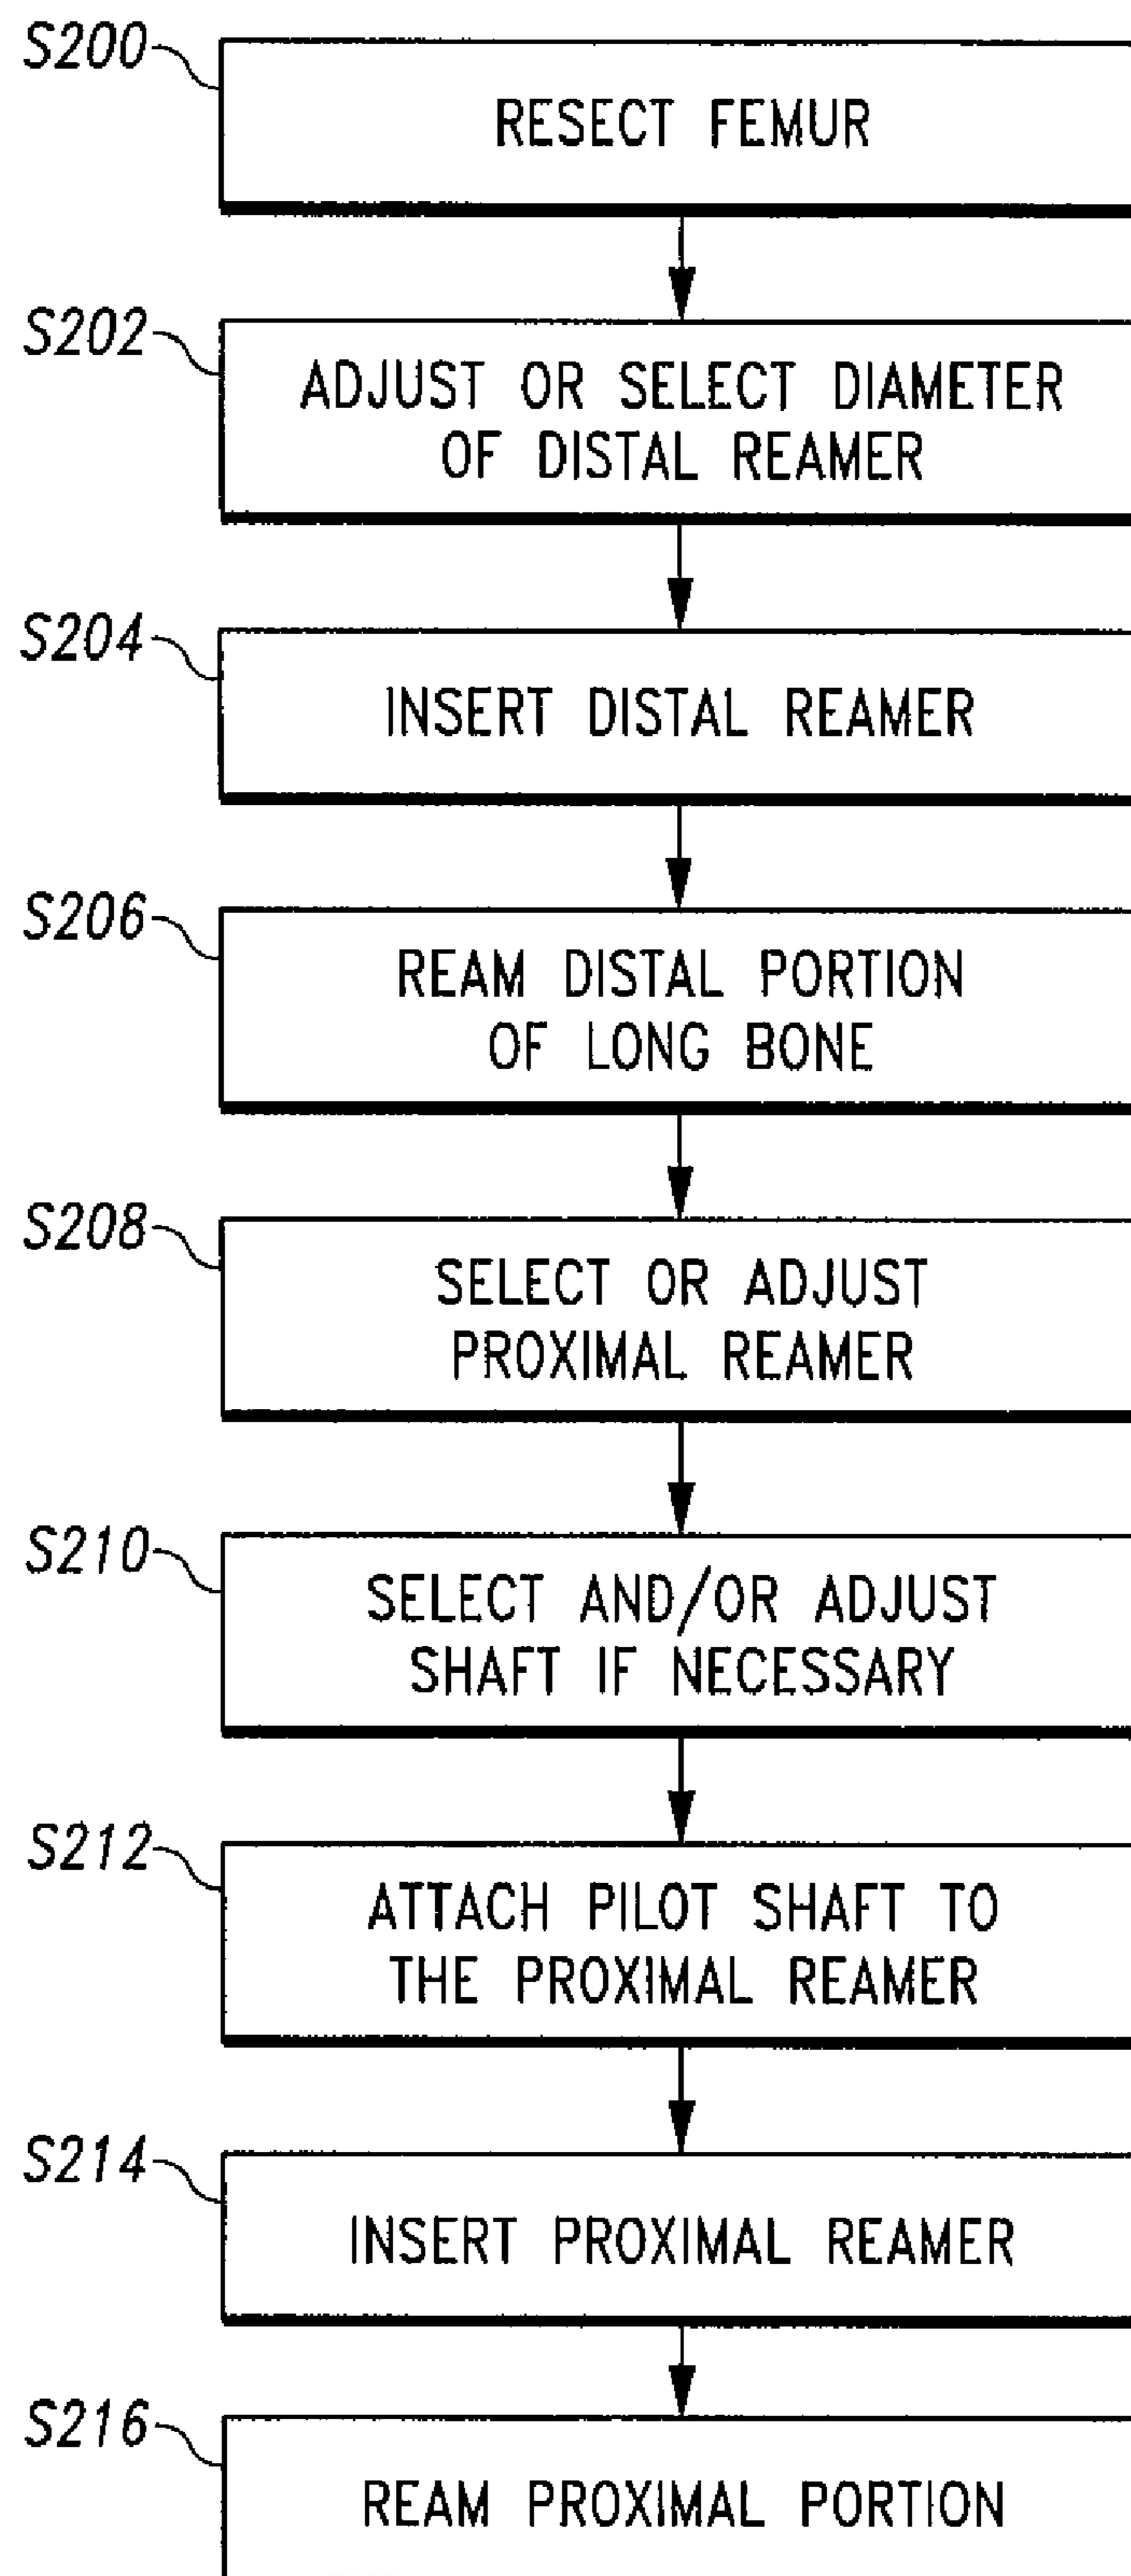 S200
RESECT FEMUR
S202
ADJUST OR SELECT DIAMETER
OF DISTAL REAMER
S204
INSERT DISTAL REAMER
S206
REAM DISTAL PORTION
OF LONG BONE
S208
SELECT OR ADJUST
PROXIMAL REAMER
S210
SELECT AND/OR ADJUST
SHAFT IF NECESSARY
S212
ATTACH PILOT SHAFT TO
THE PROXIMAL REAMER
S214
INSERT PROXIMAL REAMER
S216
REAM PROXIMAL PORTION